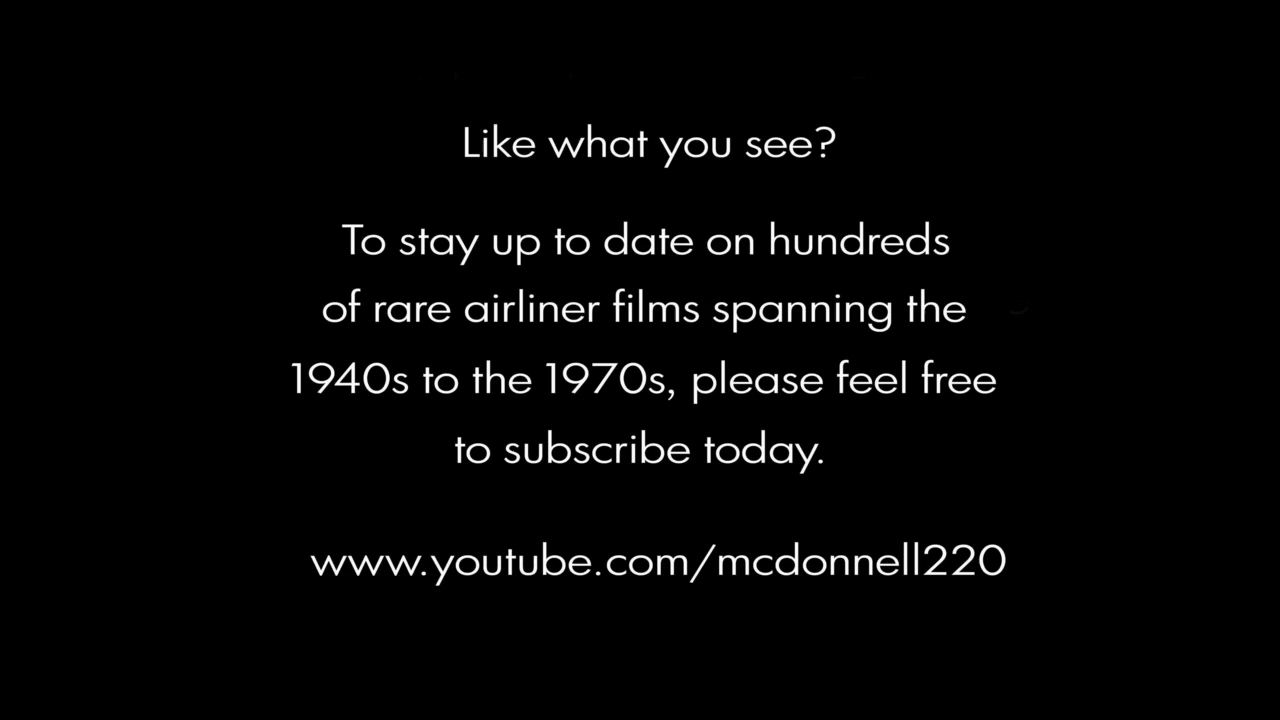 Like what you see?
To stay up to date on hundreds
of rare airliner films spanning the
1940s to the 1970s, please feel free
to subscribe today.
www.youtube.com/mcdonnell220